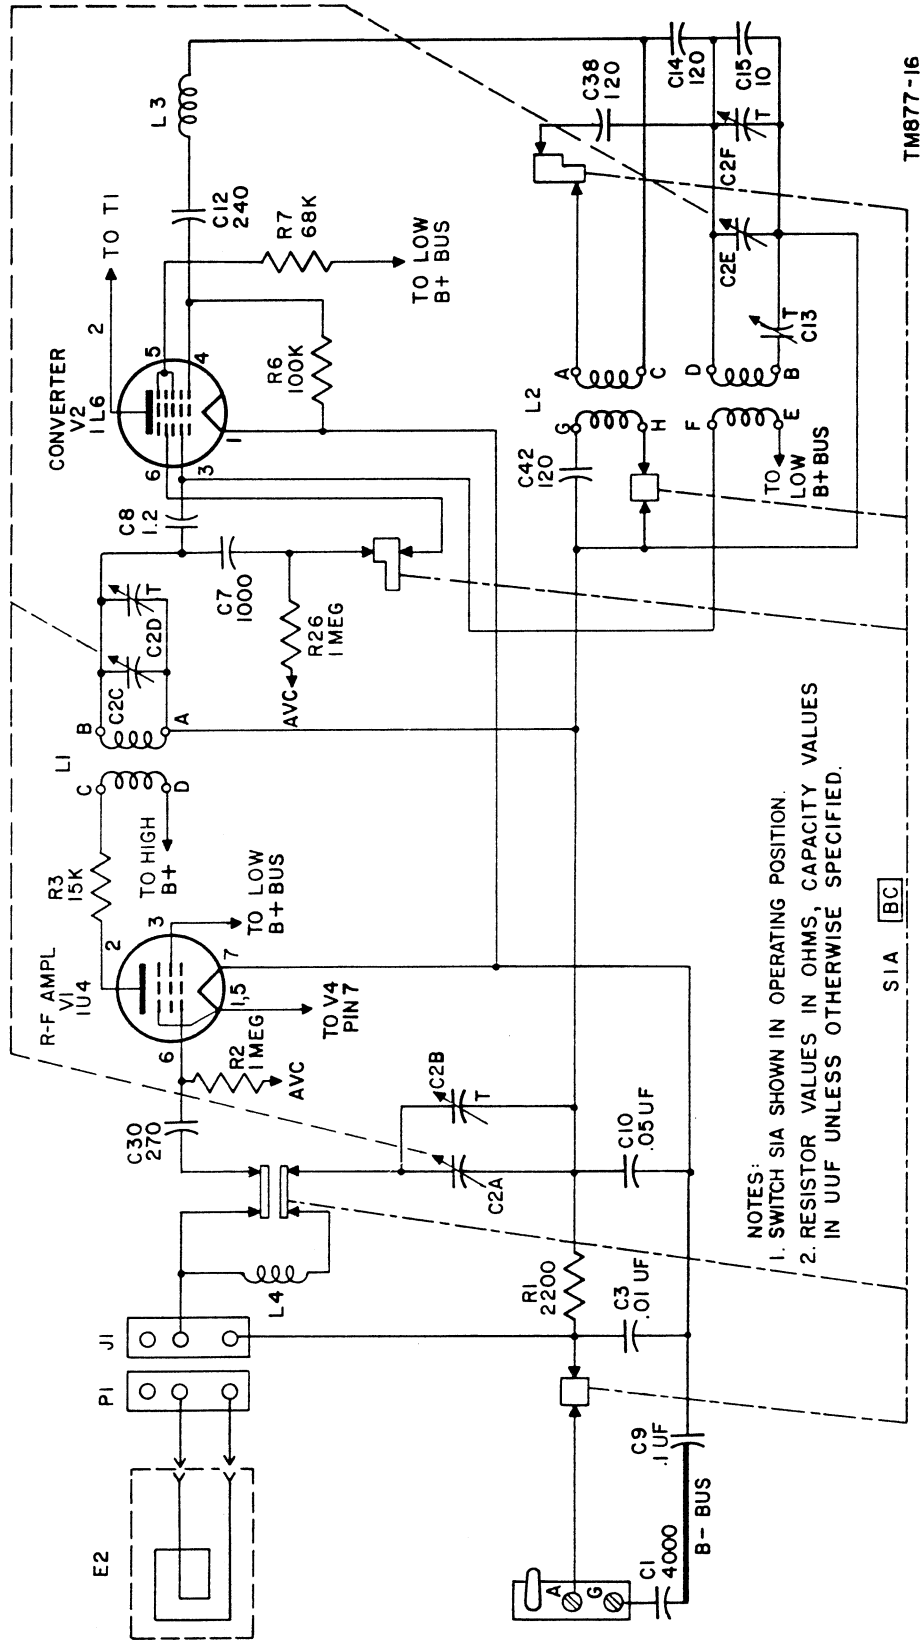 E2
P1
J1
L4
C30
270
R-F AMPL
V1
1U4
6
2
3
7
1,5
R2
1 MEG
AVC
TO V4
PIN 7
TO LOW
B+ BUS
R3
15K
C
D
L1
B
A
TO HIGH
B+
C2C
C2D
T
C7
1000
R26
1 MEG
AVC
C8
1.2
CONVERTER
V2
1L6
6
3
5
4
1
2
TO T1
R6
100K
R7
68K
TO LOW
B+ BUS
C12
240
L3
A
G
C1
4000
B- BUS
C9
.1 UF
R1
2200
C3
.01 UF
C2A
C2B
T
C10
.05UF
C42
120
L2
G
H
A
C
F
E
D
B
TO
LOW
B+ BUS
C13
T
C2E
C2F
T
C38
120
C14
120
C15
10
NOTES:
1. SWITCH S1A SHOWN IN OPERATING POSITION.
2. RESISTOR VALUES IN OHMS, CAPACITY VALUES
IN UUF UNLESS OTHERWISE SPECIFIED.
S1A
BC
TM877-16